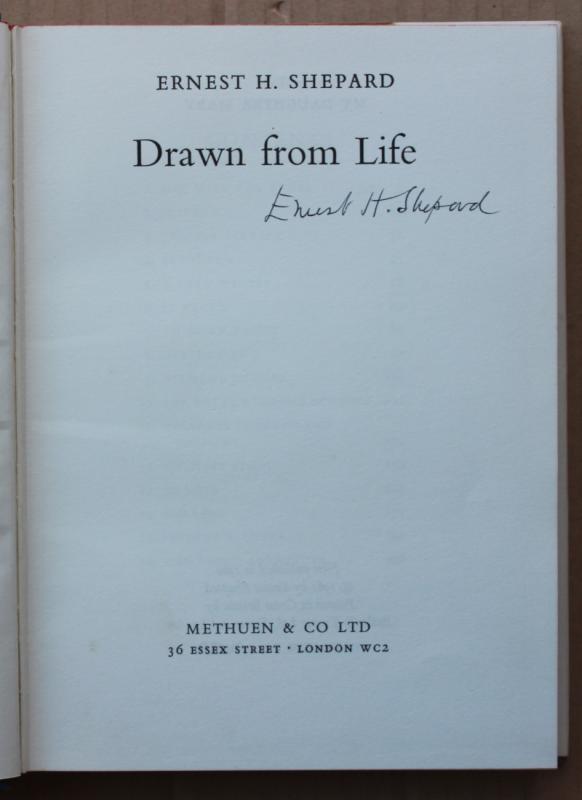 ERNEST H. SHEPARD
Drawn from Life
Ernest H. Shepard
METHUEN & CO LTD
36 ESSEX STREET · LONDON WC2